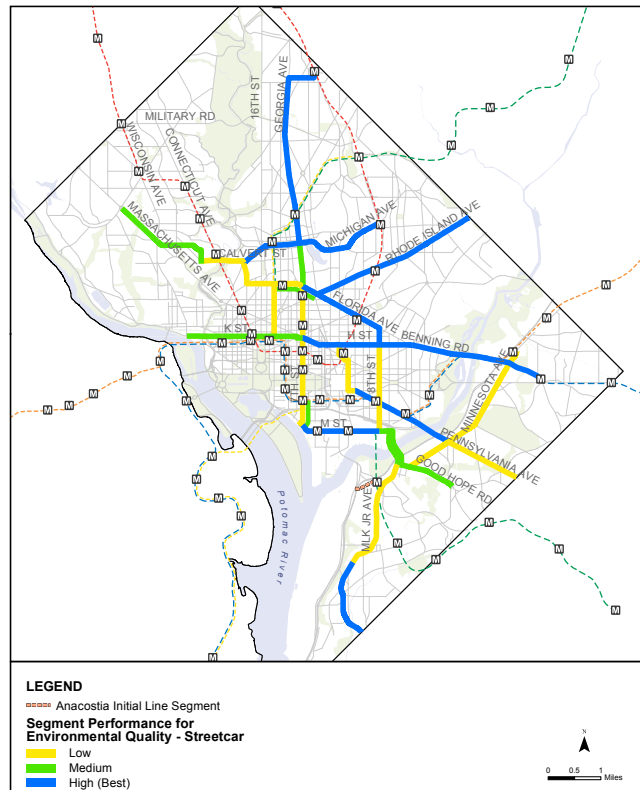 M
MILITARY RD
16TH ST
GEORGIA AVE
WISCONSIN AVE
CONNECTICUT AVE
MASSACHUSETTS AVE
CALVERT ST
MICHIGAN AVE
RHODE ISLAND AVE
FLORIDA AVE
K ST
H ST
BENNING RD
8TH ST
MINNESOTA AVE
M ST
PENNSYLVANIA AVE
GOOD HOPE RD
MLK JR AVE
Potomac River
LEGEND
Anacostia Initial Line Segment
Segment Performance for
Environmental Quality - Streetcar
Low
Medium
High (Best)
N
0 0.5 1
Miles